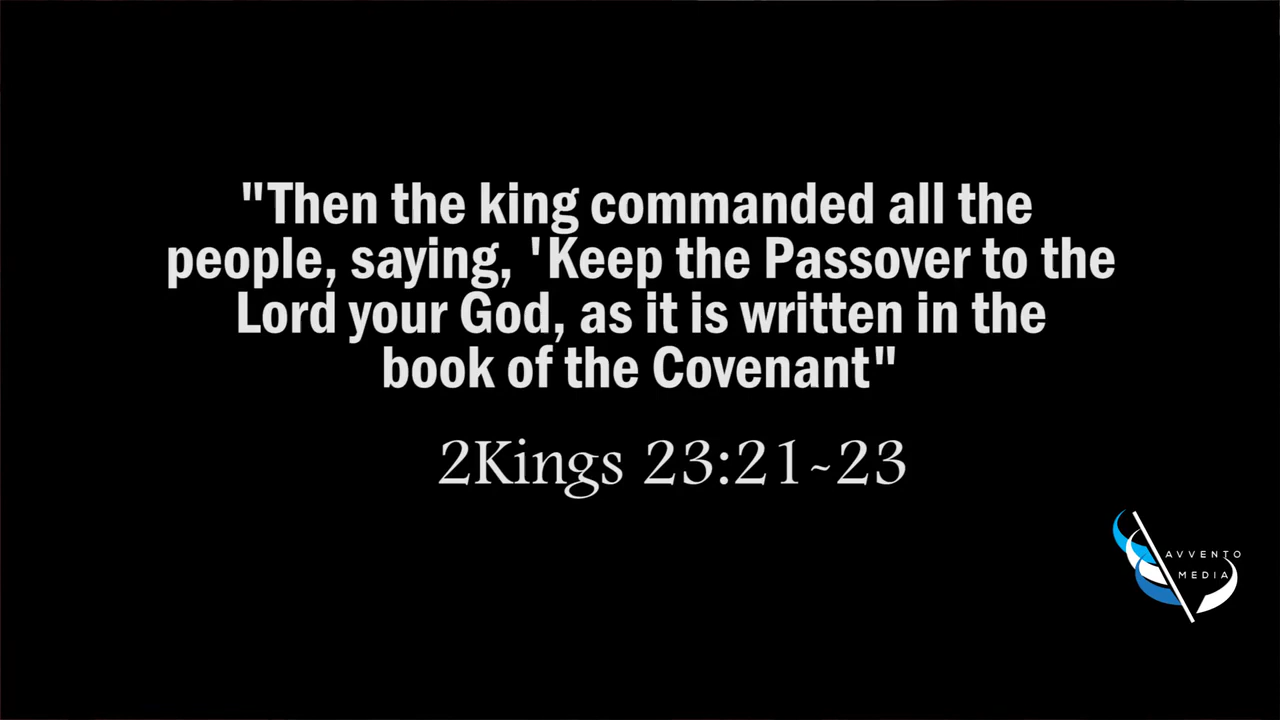 "Then the king commanded all the
people, saying, 'Keep the Passover to the
Lord your God, as it is written in the
book of the Covenant"
2Kings 23:21~23
AVVENTO
MEDIA